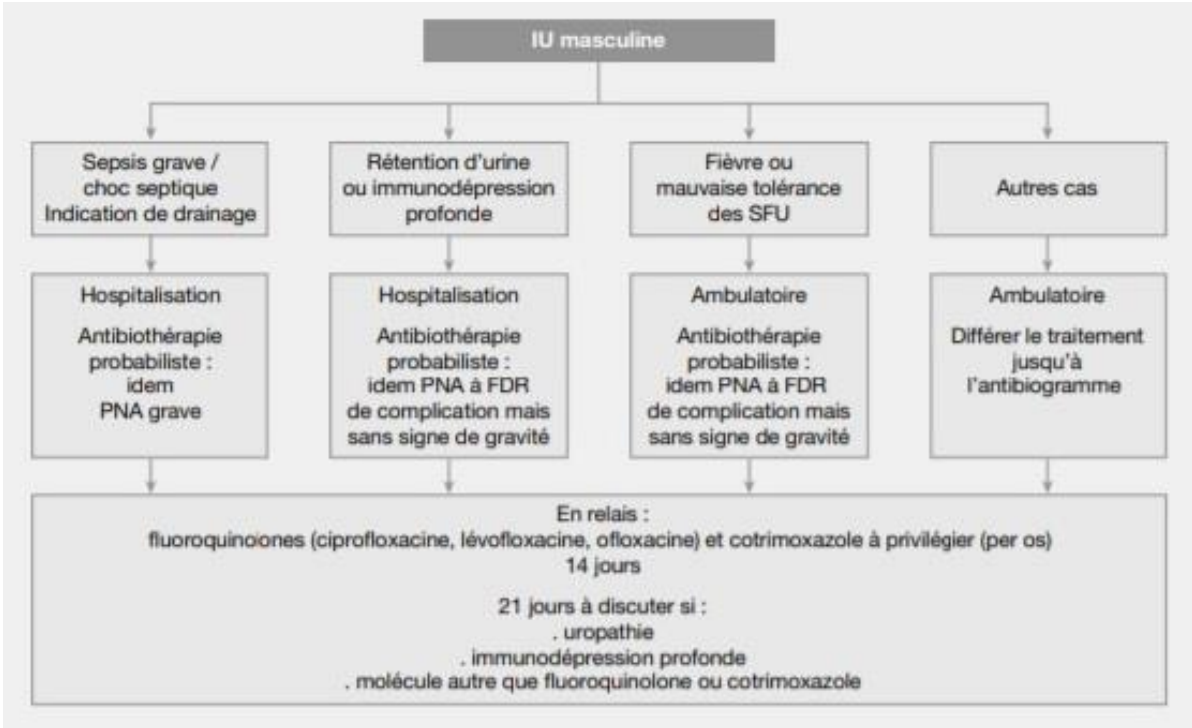 IU masculine
Sepsis grave /
choc septique
Indication de drainage
Rétention d'urine
ou immunodépression
profonde
Fièvre ou
mauvaise tolérance
des SFU
Autres cas
Hospitalisation
Antibiothérapie
probabiliste :
idem
PNA grave
Hospitalisation
Antibiothérapie
probabiliste :
idem PNA à FDR
de complication mais
sans signe de gravité
Ambulatoire
Antibiothérapie
probabiliste :
idem PNA à FDR
de complication mais
sans signe de gravité
Ambulatoire
Différer le traitement
jusqu'à
l'antibiogramme
En relais :
fluoroquinolones (ciprofloxacine, lévofloxacine, ofloxacine) et cotrimoxazole à privilégier (per os)
14 jours
21 jours à discuter si :
. uropathie
. immunodépression profonde
. molécule autre que fluoroquinolone ou cotrimoxazole